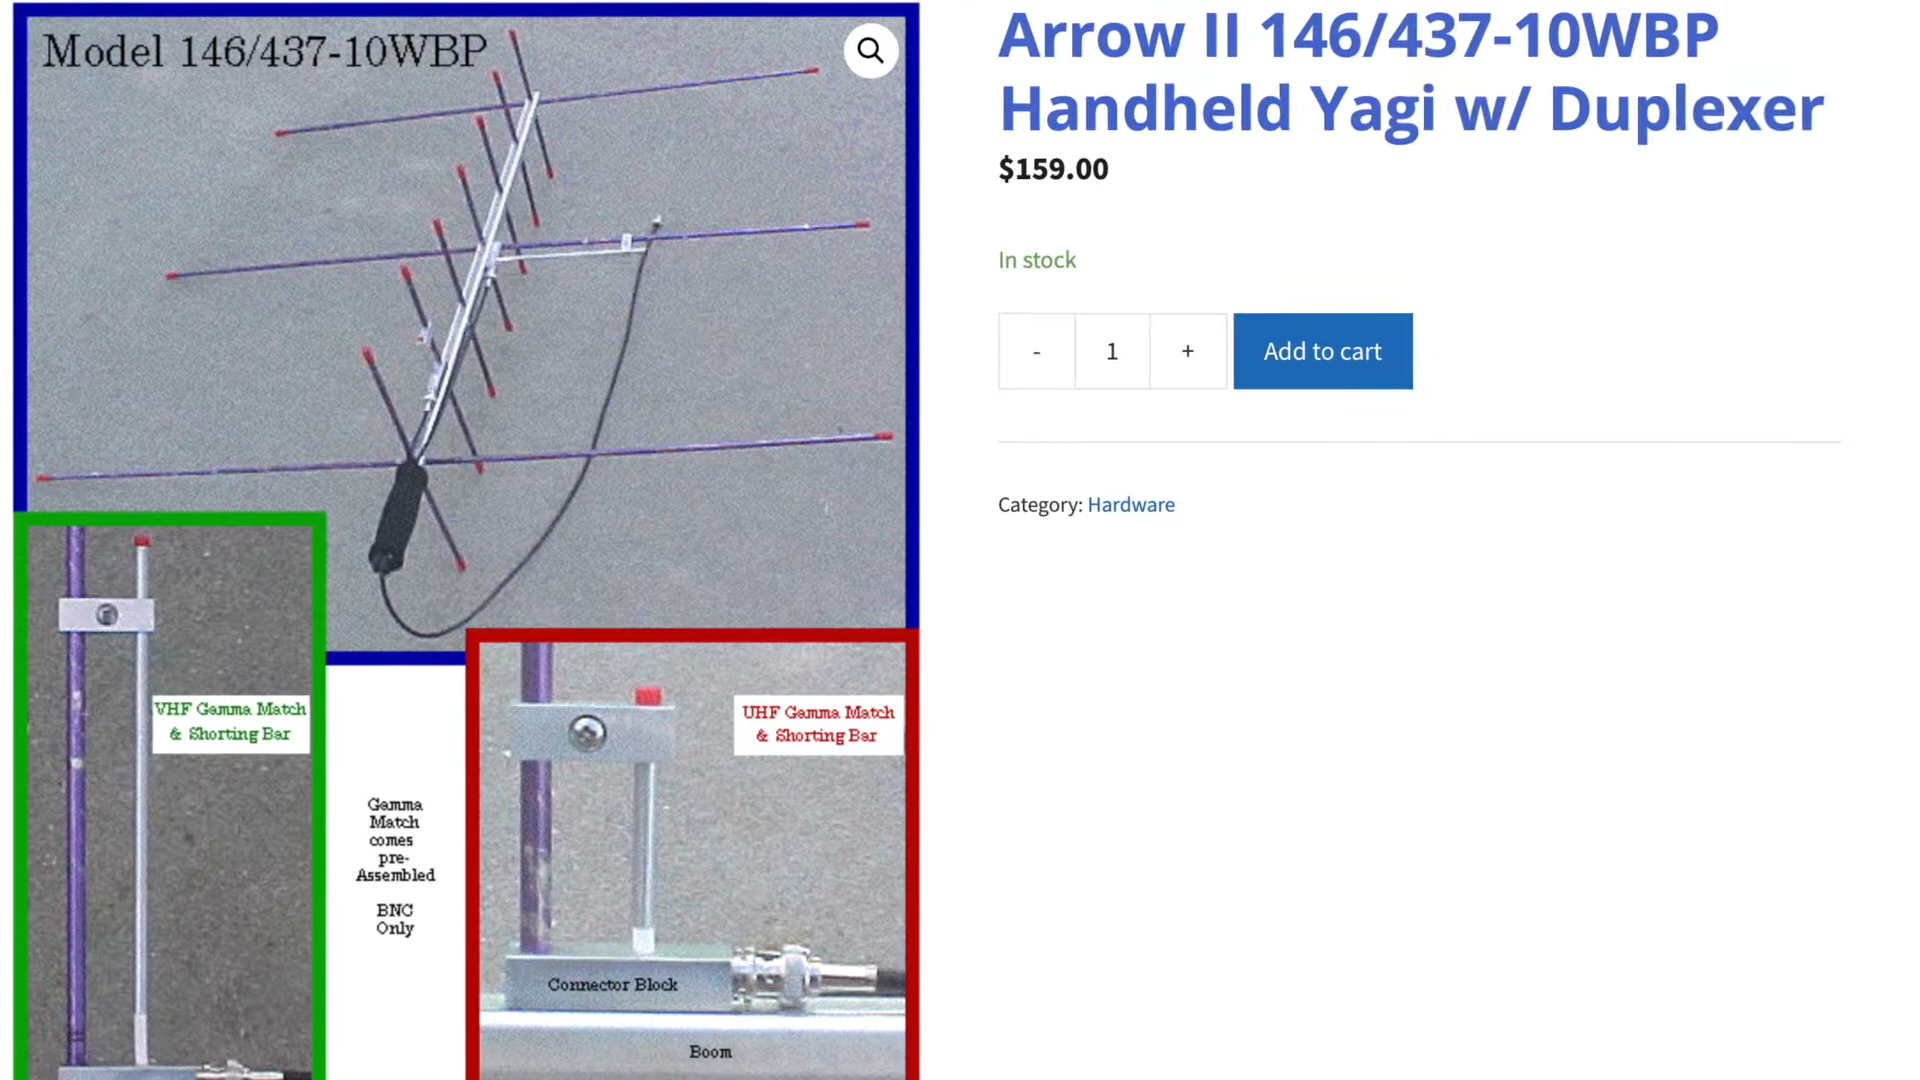 Model 146/437-10WBP
VHF Gamma Match
& Shorting Bar
Gamma
Match
comes
pre-
Assembled
BNC
Only
UHF Gamma Match
& Shorting Bar
Connector Block
Boom
Arrow II 146/437-10WBP
Handheld Yagi w/ Duplexer
$159.00
In stock
- 1 + Add to cart
Category: Hardware